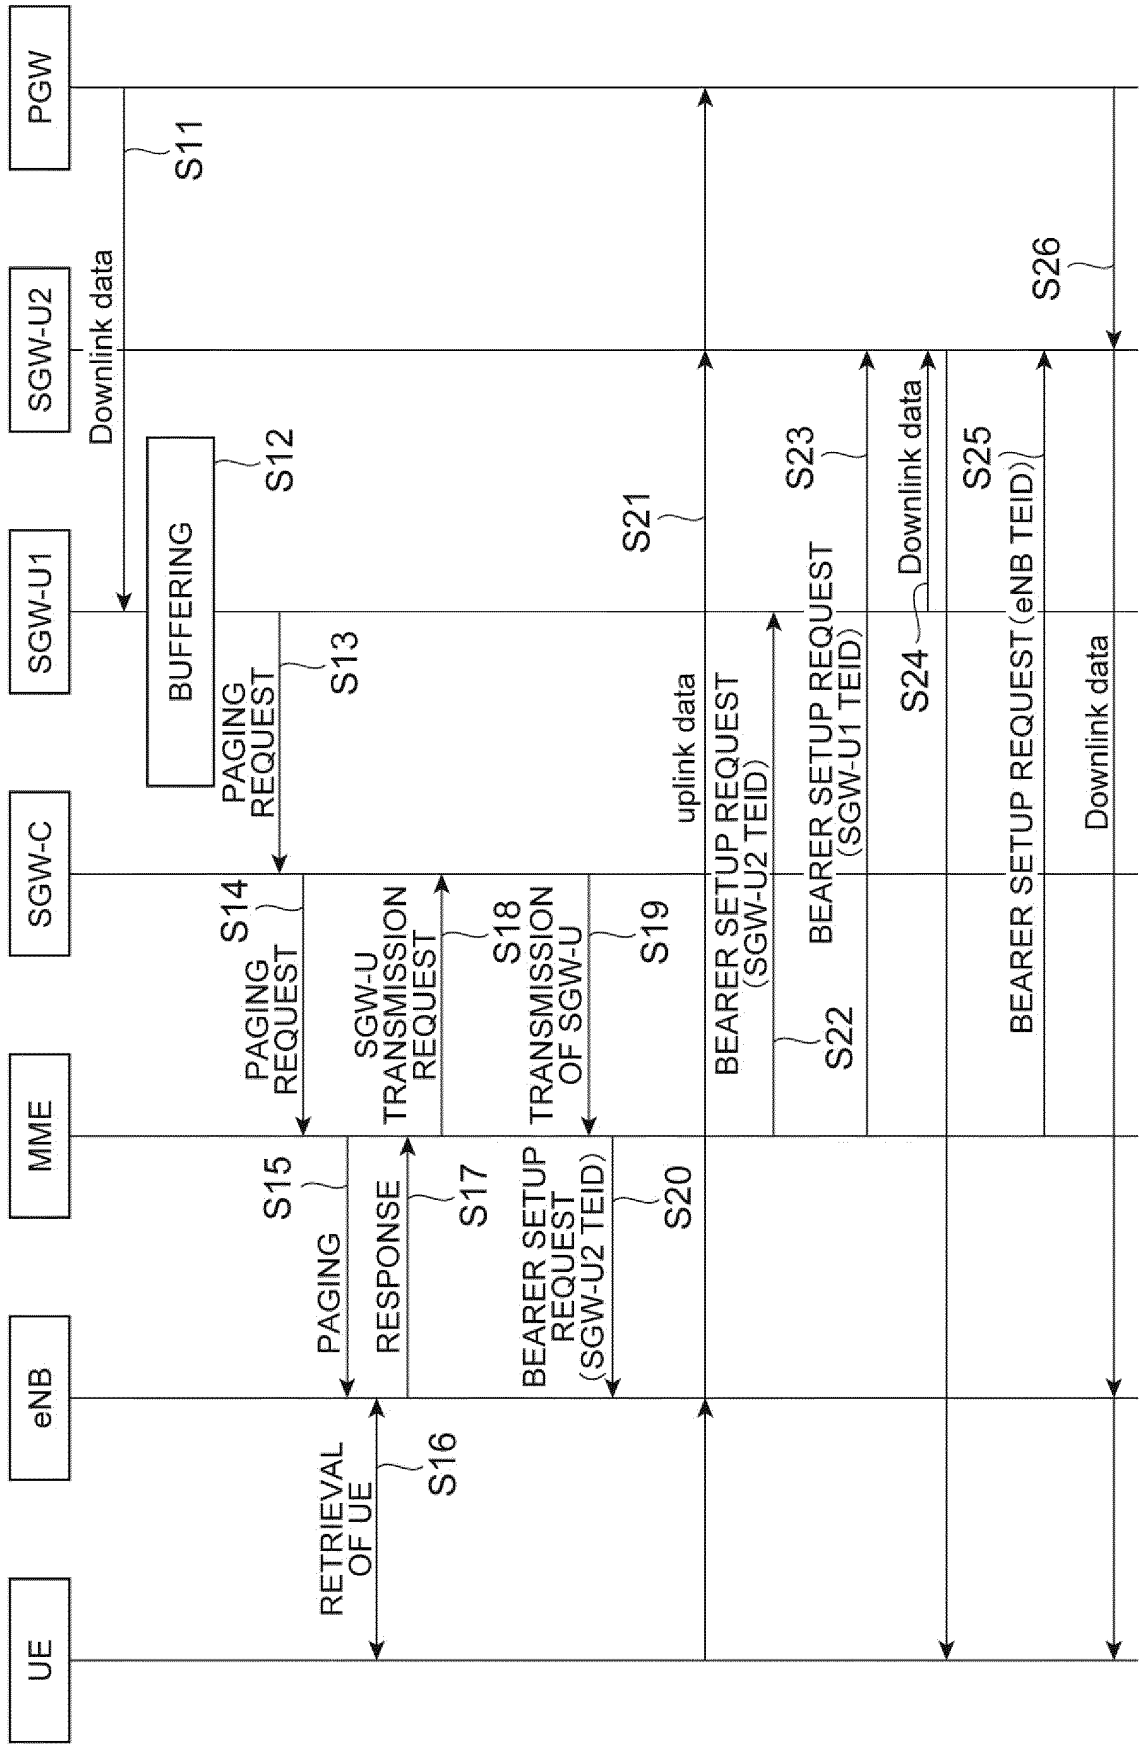 UE
eNB
MME
SGW-C
SGW-U1
SGW-U2
PGW
Downlink data
S11
BUFFERING
S12
PAGING
REQUEST
S13
PAGING
REQUEST
S14
PAGING
S15
RETRIEVAL
OF UE
S16
RESPONSE
S17
SGW-U
TRANSMISSION
REQUEST
S18
TRANSMISSION
OF SGW-U
S19
BEARER SETUP
REQUEST
(SGW-U2 TEID)
S20
uplink data
S21
BEARER SETUP REQUEST
(SGW-U2 TEID)
S22
BEARER SETUP REQUEST
(SGW-U1 TEID)
S23
Downlink data
S24
BEARER SETUP REQUEST(eNB TEID)
S25
Downlink data
S26